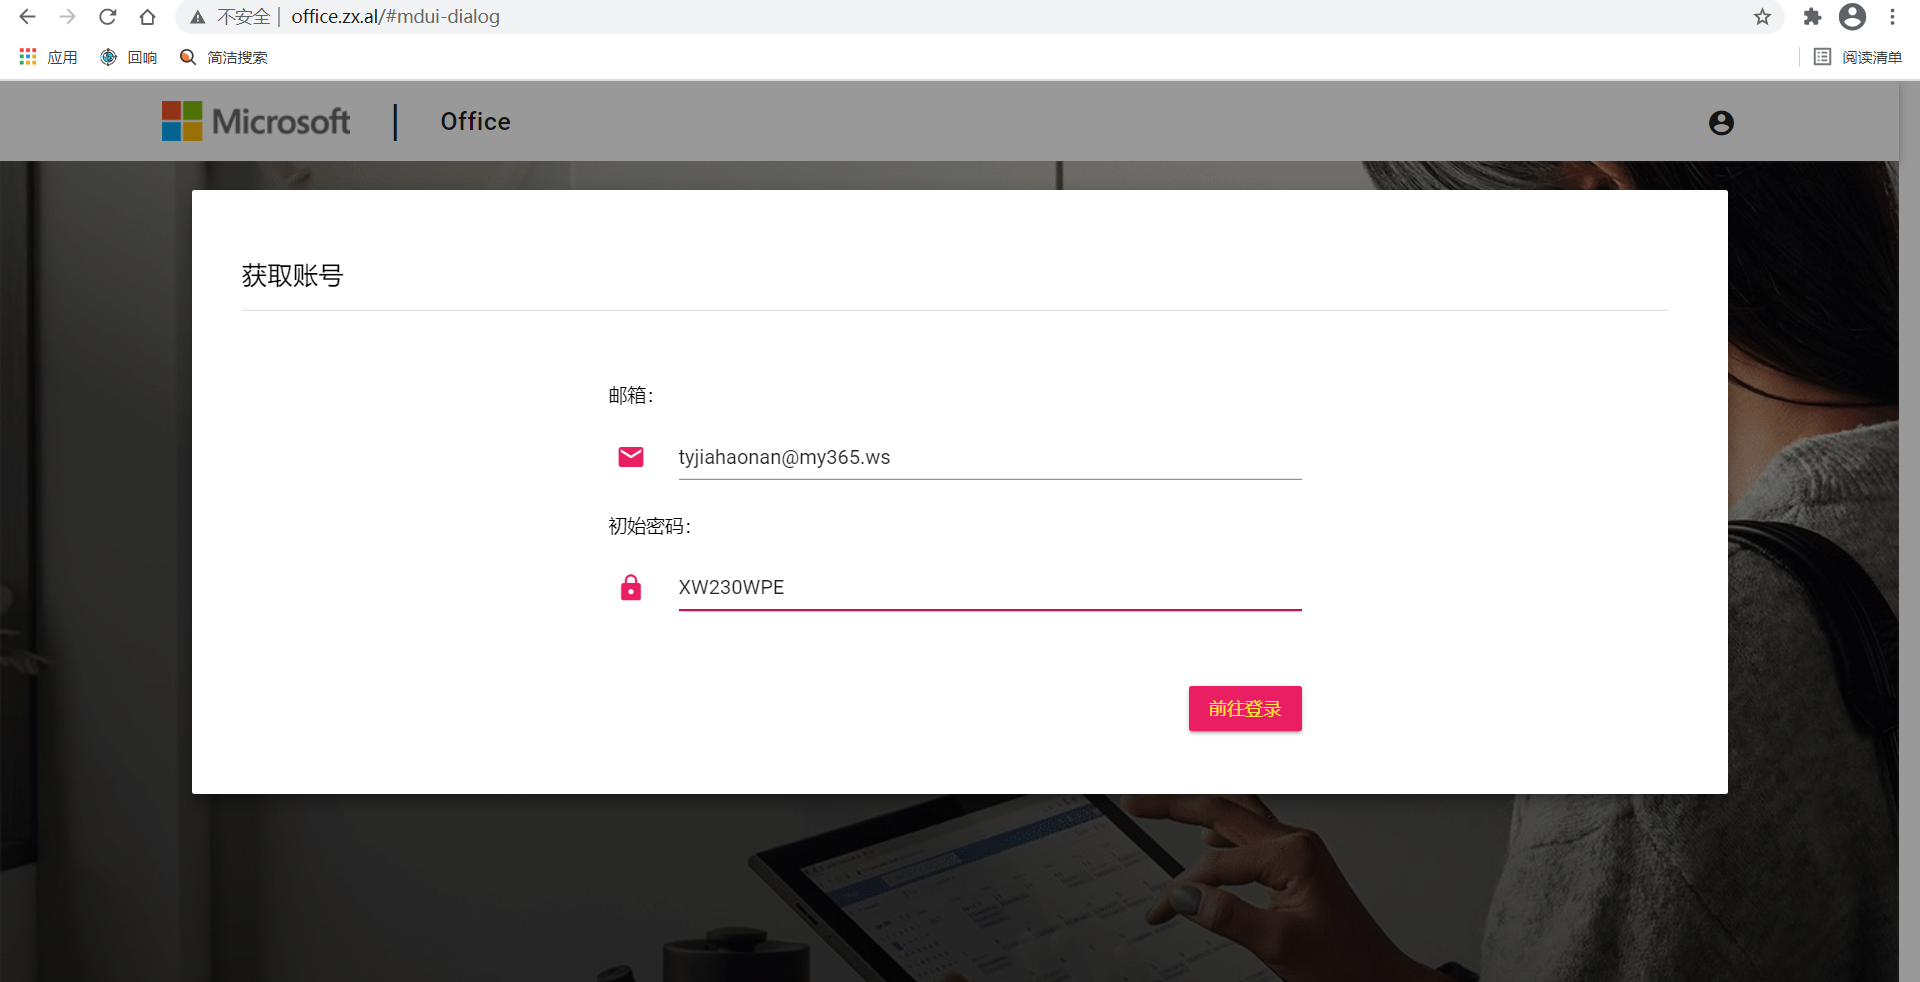 不安全 | office.zx.al/#mdui-dialog
应用 回响 简洁搜索 阅读清单
Microsoft | Office
获取账号
邮箱：
tyjiahaonan@my365.ws
初始密码：
XW230WPE
前往登录